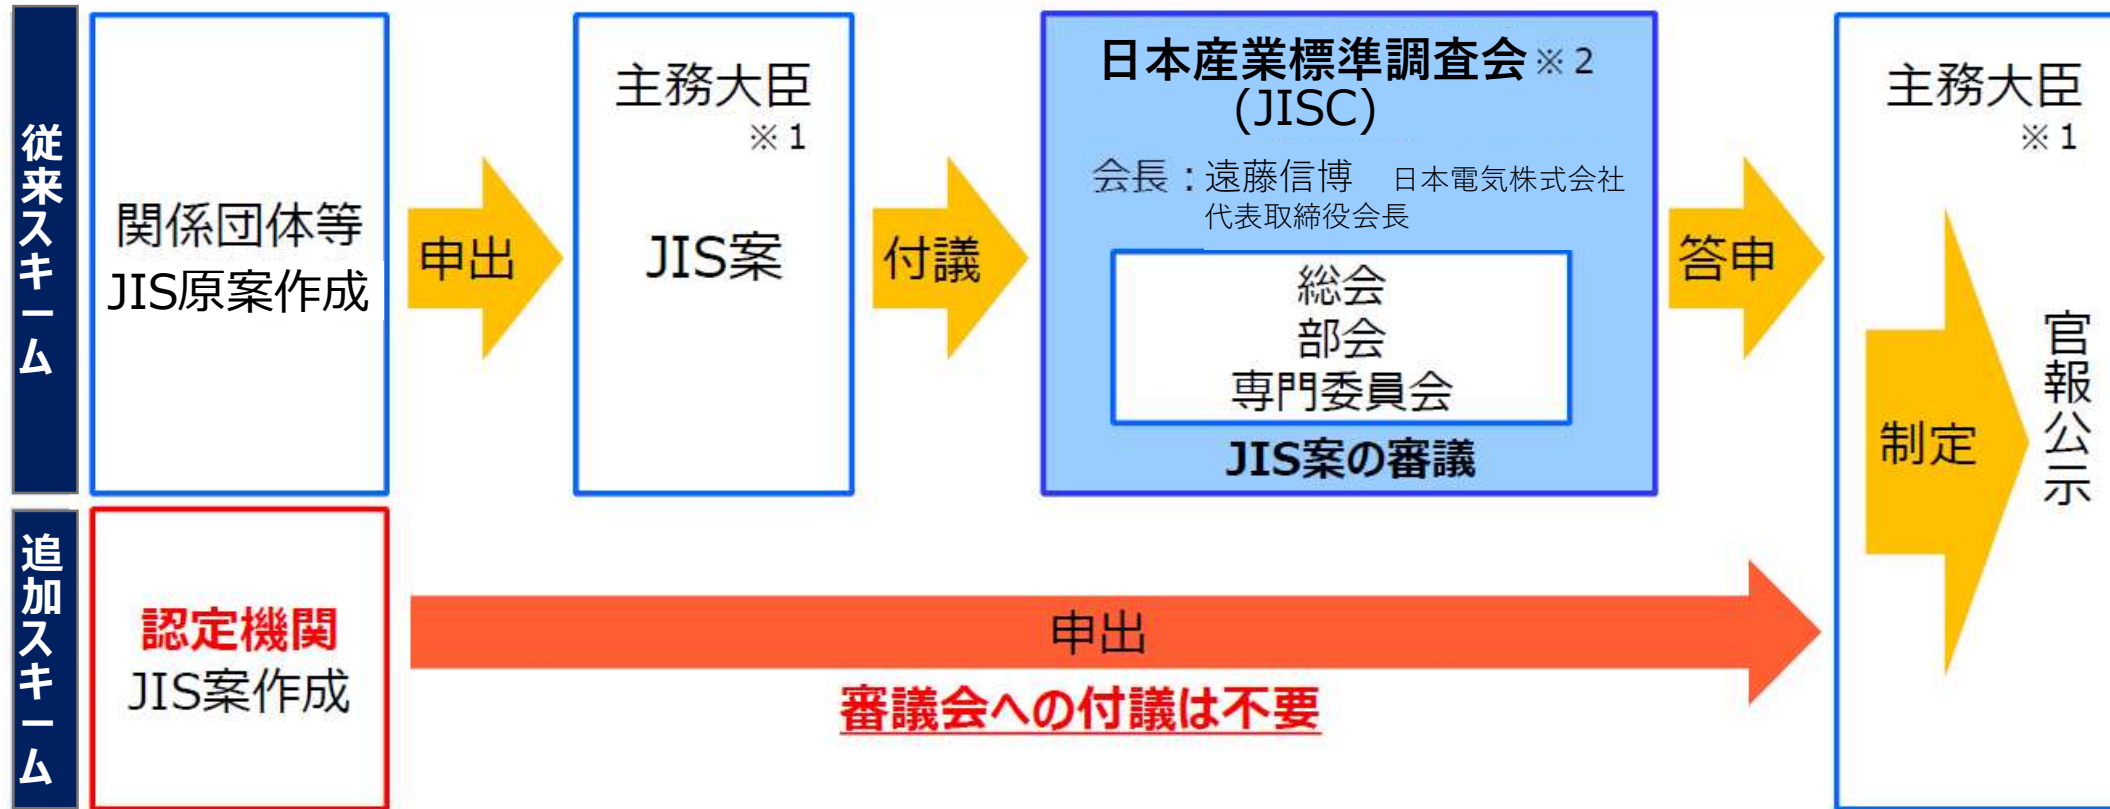 従来スキーム
関係団体等
JIS原案作成
申出
主務大臣
※1
JIS案
付議
日本産業標準調査会※2
(JISC)
会長：遠藤信博 日本電気株式会社
代表取締役会長
総会
部会
専門委員会
JIS案の審議
答申
主務大臣
※1
制定
官報公示
追加スキーム
認定機関
JIS案作成
申出
審議会への付議は不要